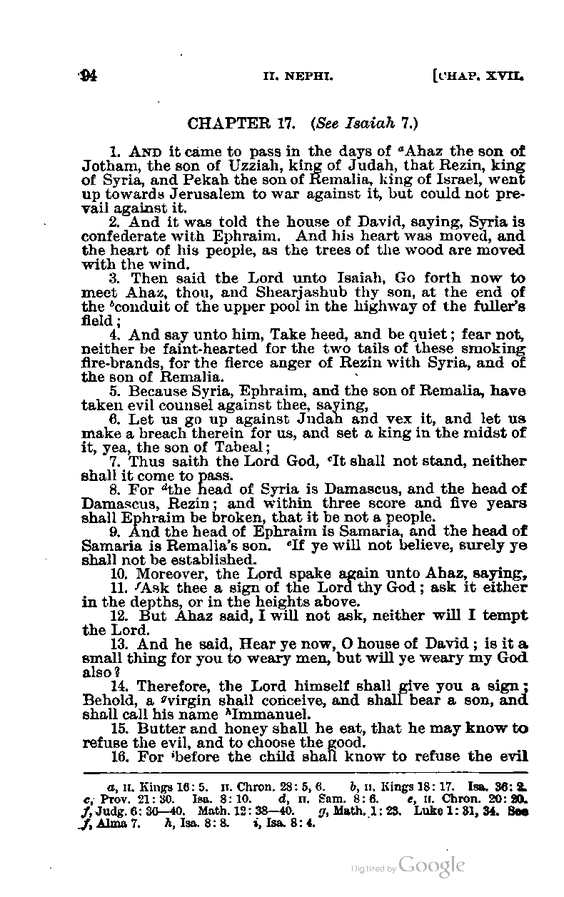 94 II. NEPHI. [CHAP. XVII.
CHAPTER 17. (See Isaiah 7.)
1. AND it came to pass in the days of ᵃAhaz the son of
Jotham, the son of Uzziah, king of Judah, that Rezin, king
of Syria, and Pekah the son of Remalia, king of Israel, went
up towards Jerusalem to war against it, but could not pre-
vail against it.
2. And it was told the house of David, saying, Syria is
confederate with Ephraim. And his heart was moved, and
the heart of his people, as the trees of the wood are moved
with the wind.
3. Then said the Lord unto Isaiah, Go forth now to
meet Ahaz, thou, and Shearjashub thy son, at the end of
the ᵇconduit of the upper pool in the highway of the fuller's
field;
4. And say unto him, Take heed, and be quiet; fear not,
neither be faint-hearted for the two tails of these smoking
fire-brands, for the fierce anger of Rezin with Syria, and of
the son of Remalia.
5. Because Syria, Ephraim, and the son of Remalia, have
taken evil counsel against thee, saying,
6. Let us go up against Judah and vex it, and let us
make a breach therein for us, and set a king in the midst of
it, yea, the son of Tabeal;
7. Thus saith the Lord God, ᶜIt shall not stand, neither
shall it come to pass.
8. For ᵈthe head of Syria is Damascus, and the head of
Damascus, Rezin; and within three score and five years
shall Ephraim be broken, that it be not a people.
9. And the head of Ephraim is Samaria, and the head of
Samaria is Remalia's son. ᵉIf ye will not believe, surely ye
shall not be established.
10. Moreover, the Lord spake again unto Ahaz, saying,
11. ᶠAsk thee a sign of the Lord thy God; ask it either
in the depths, or in the heights above.
12. But Ahaz said, I will not ask, neither will I tempt
the Lord.
13. And he said, Hear ye now, O house of David; is it a
small thing for you to weary men, but will ye weary my God
also?
14. Therefore, the Lord himself shall give you a sign;
Behold, a ᵍvirgin shall conceive, and shall bear a son, and
shall call his name ʰImmanuel.
15. Butter and honey shall he eat, that he may know to
refuse the evil, and to choose the good.
16. For ⁱbefore the child shall know to refuse the evil
a, II. Kings 16: 5. II. Chron. 28: 5, 6. b, II. Kings 18: 17. Isa. 36: 2.
c, Prov. 21: 30. Isa. 8: 10. d, II. Sam. 8: 6. e, II. Chron. 20: 20.
f, Judg. 6: 36—40. Math. 12: 38—40. g, Math. 1: 23. Luke 1: 31, 34. See
f, Alma 7. h, Isa. 8: 8. i, Isa. 8: 4.
Digitized by Google